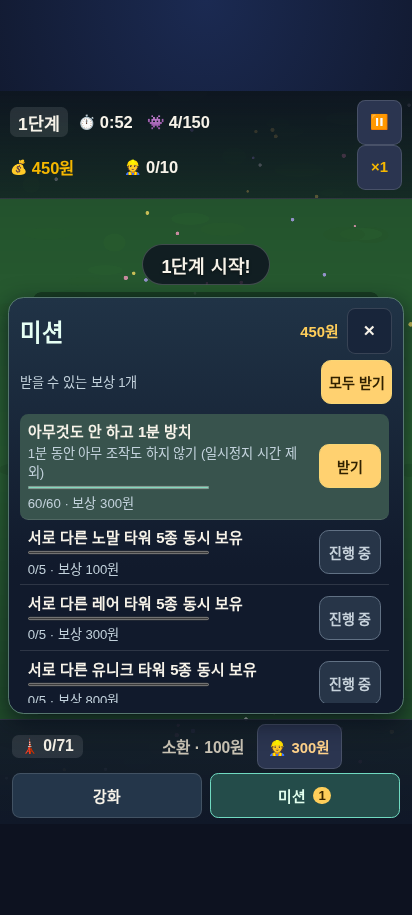 1단계 ⏱ 0:52 👾 4/150 ⏸
💰 450원 👷 0/10 ×1
1단계 시작!
미션 450원 ✕
받을 수 있는 보상 1개 모두 받기
아무것도 안 하고 1분 방치
1분 동안 아무 조작도 하지 않기 (일시정지 시간 제
외)
받기
60/60 · 보상 300원
서로 다른 노말 타워 5종 동시 보유
0/5 · 보상 100원
진행 중
서로 다른 레어 타워 5종 동시 보유
0/5 · 보상 300원
진행 중
서로 다른 유니크 타워 5종 동시 보유
0/5 · 보상 800원
진행 중
🗼 0/71 소환 · 100원 👷 300원
강화 미션 1